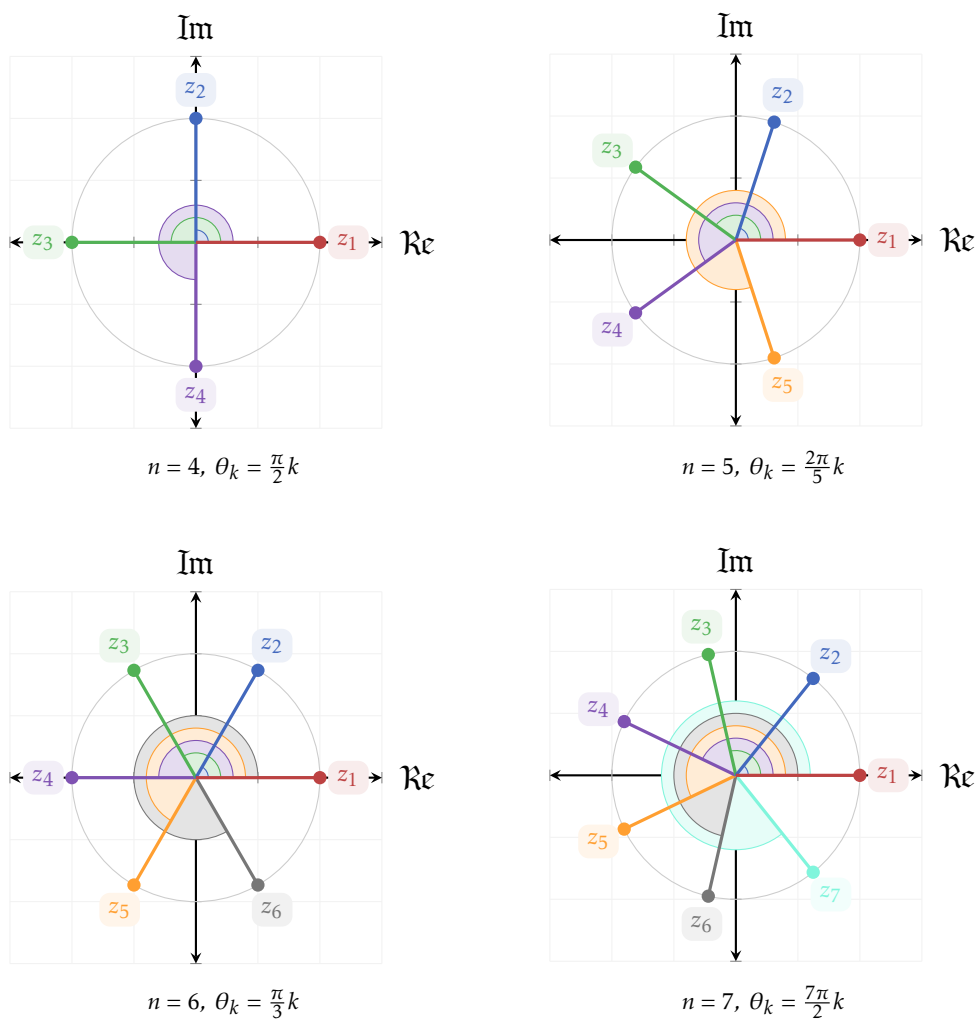 ℑ𝔪
z₂
z₃
z₁
ℜ𝔢
z₄
n = 4, θₖ = π/2 k
ℑ𝔪
z₂
z₃
z₁
ℜ𝔢
z₄
z₅
n = 5, θₖ = 2π/5 k
ℑ𝔪
z₃
z₂
z₄
z₁
ℜ𝔢
z₅
z₆
n = 6, θₖ = π/3 k
ℑ𝔪
z₃
z₂
z₄
z₁
ℜ𝔢
z₅
z₇
z₆
n = 7, θₖ = 7π/2 k